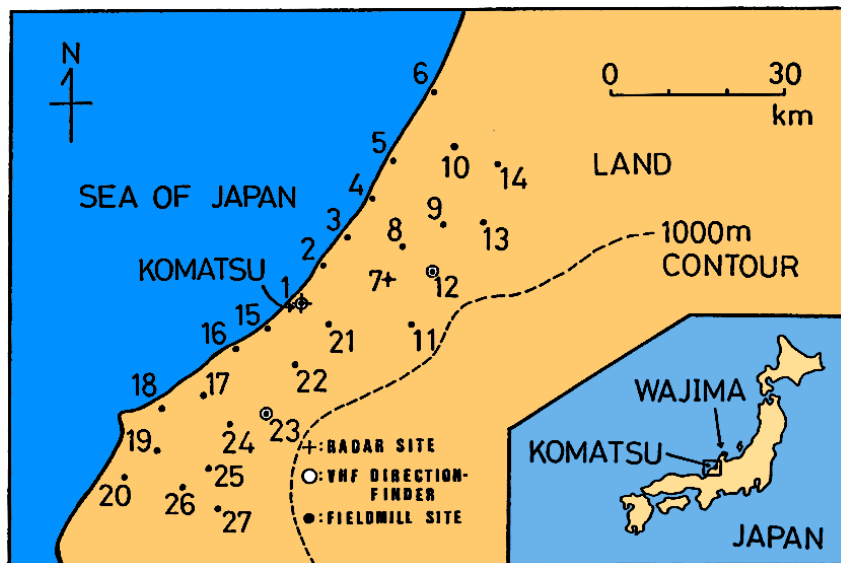 N
6
0 30
km
5
10
14
LAND
SEA OF JAPAN
4
9
3
8
13
1000m
CONTOUR
2
KOMATSU
7
12
1
15
21
11
16
22
17
18
WAJIMA
23
24
KOMATSU
19
+:RADAR SITE
:VHF DIRECTION-
FINDER
25
20
26
27
●:FIELDMILL SITE
JAPAN